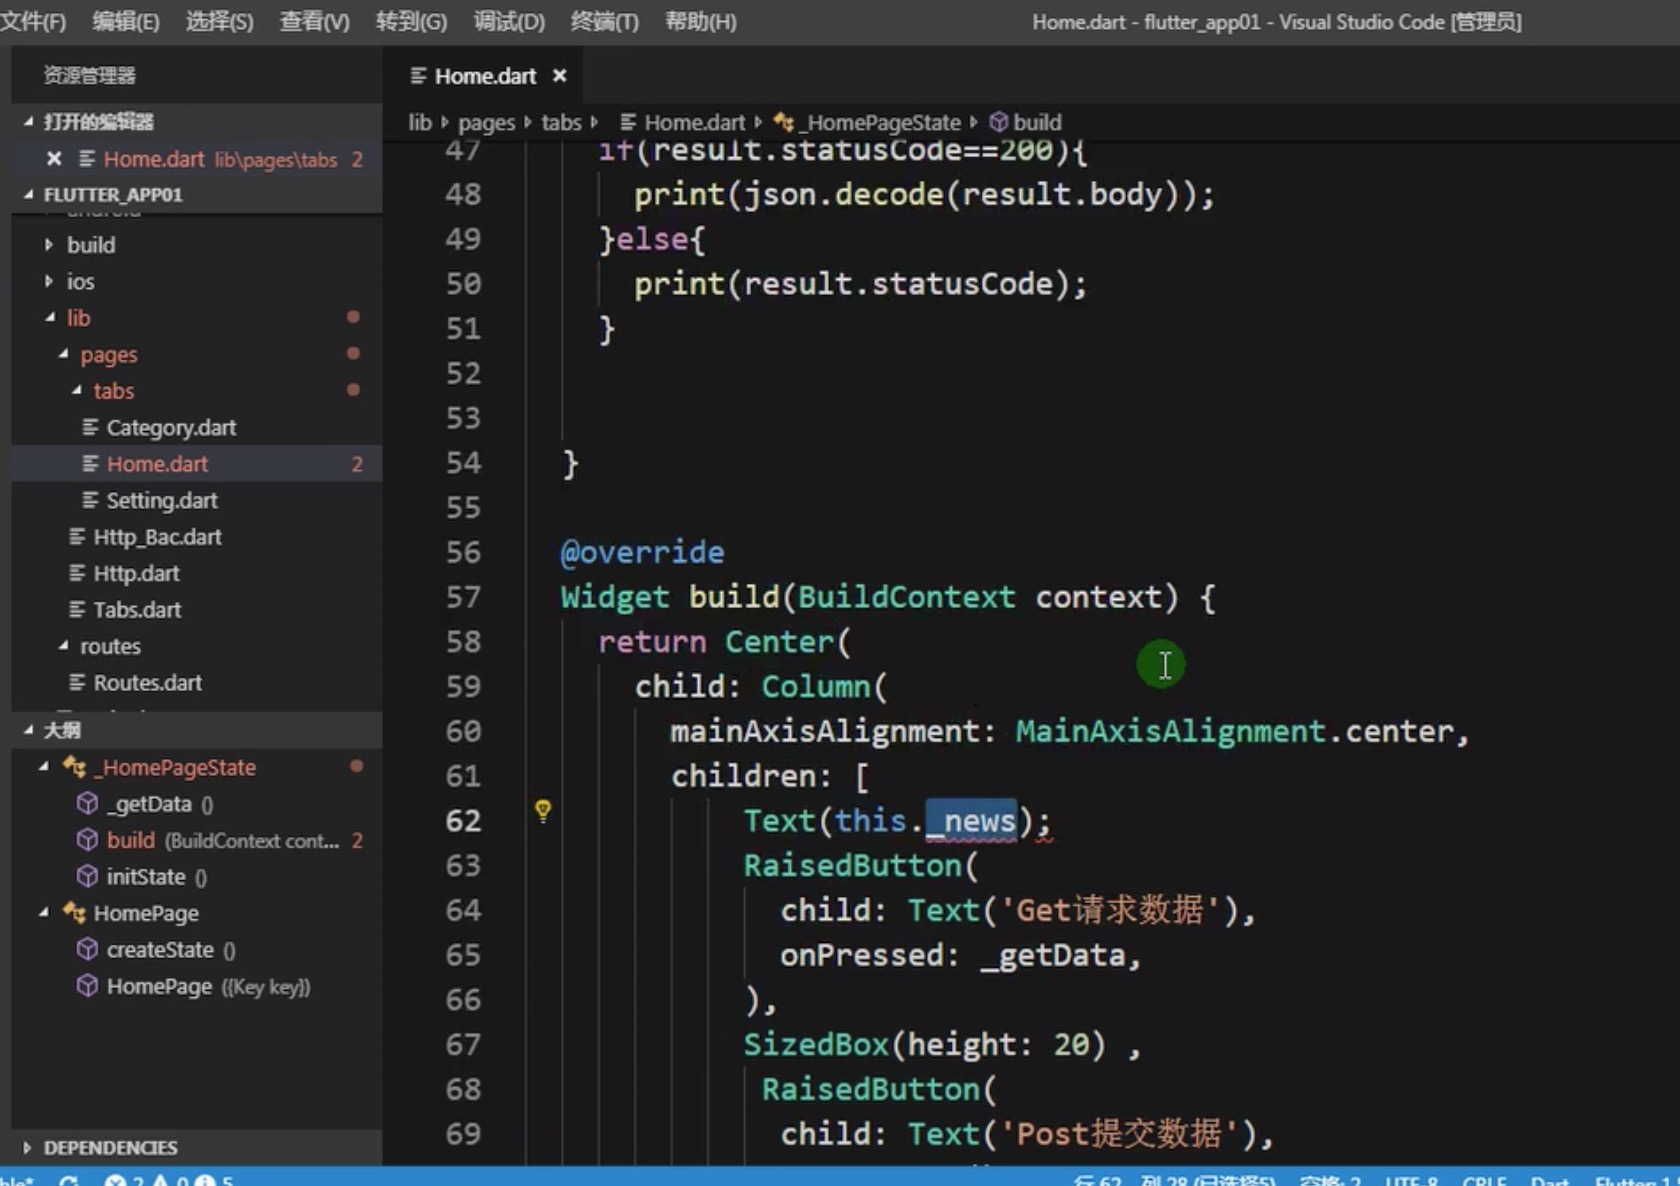 文件(F) 编辑(E) 选择(S) 查看(V) 转到(G) 调试(D) 终端(T) 帮助(H) Home.dart - flutter_app01 - Visual Studio Code [管理员]
资源管理器
打开的编辑器
Home.dart lib\pages\tabs 2
FLUTTER_APP01
android
build
ios
lib
pages
tabs
Category.dart
Home.dart 2
Setting.dart
Http_Bac.dart
Http.dart
Tabs.dart
routes
Routes.dart
大纲
_HomePageState
_getData ()
build (BuildContext cont... 2
initState ()
HomePage
createState ()
HomePage ({Key key})
DEPENDENCIES
Home.dart
lib pages tabs Home.dart _HomePageState build
47 if(result.statusCode==200){
48 print(json.decode(result.body));
49 }else{
50 print(result.statusCode);
51 }
52
53
54 }
55
56 @override
57 Widget build(BuildContext context) {
58 return Center(
59 child: Column(
60 mainAxisAlignment: MainAxisAlignment.center,
61 children: [
62 Text(this._news);
63 RaisedButton(
64 child: Text('Get请求数据'),
65 onPressed: _getData,
66 ),
67 SizedBox(height: 20) ,
68 RaisedButton(
69 child: Text('Post提交数据'),
2 0 5 行 62, 列 28 (已选择5) 空格: 2 UTF-8 CRLF Dart Flutter: 1